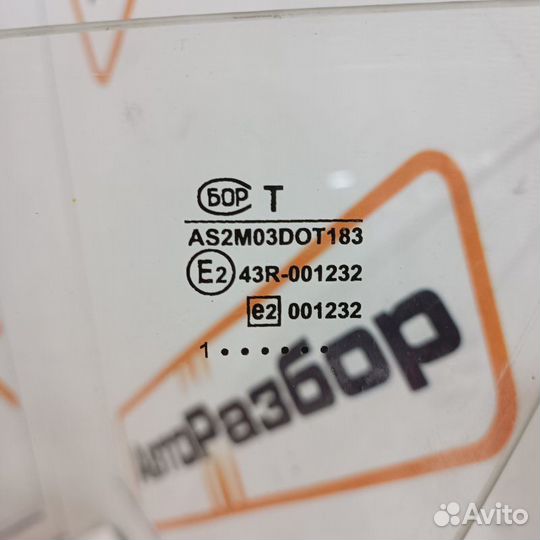 БОР T
AS2M03DOT183
E2 43R-001232
e2 001232
1 • • • • • •
АвтоРазбор
Avito